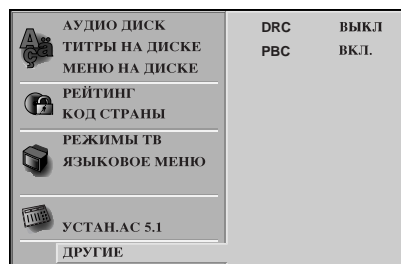 АУДИО ДИСК
ТИТРЫ НА ДИСКЕ
МЕНЮ НА ДИСКЕ
РЕЙТИНГ
КОД СТРАНЫ
РЕЖИМЫ ТВ
ЯЗЫКОВОЕ МЕНЮ
УСТАН.АС 5.1
ДРУГИЕ
DRC ВЫКЛ
PBC ВКЛ.